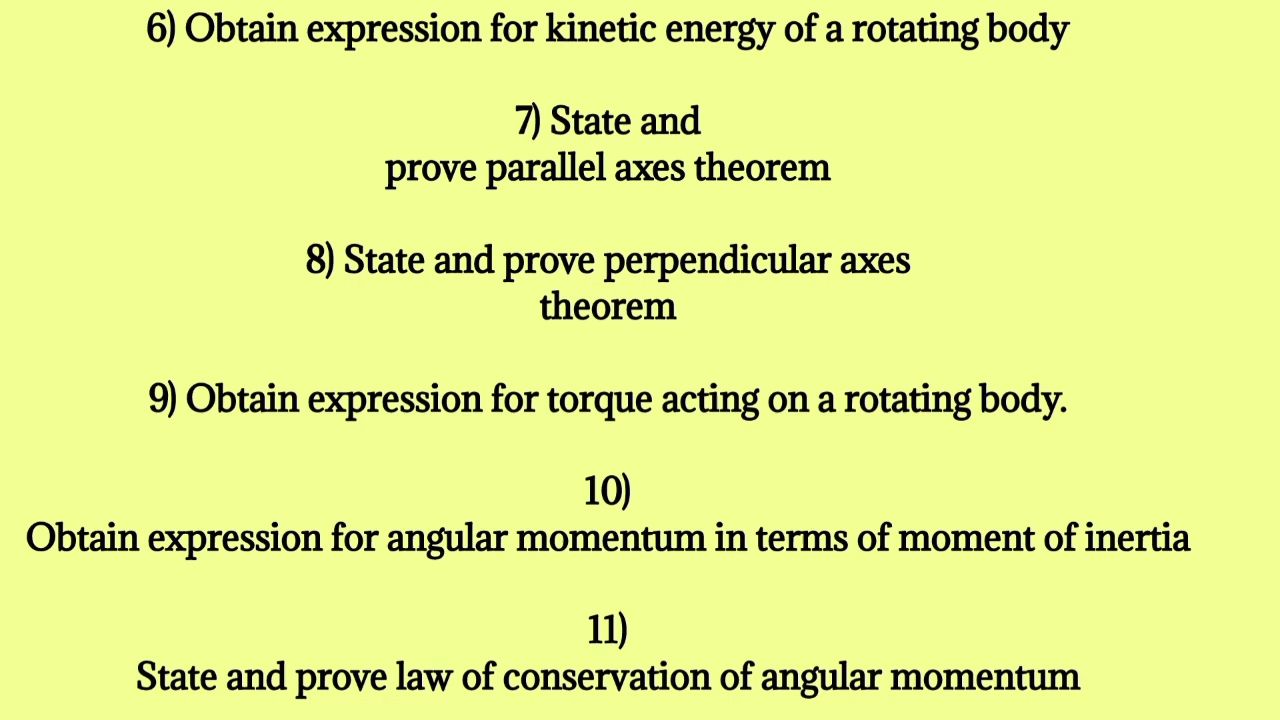 6) Obtain expression for kinetic energy of a rotating body
7) State and
prove parallel axes theorem
8) State and prove perpendicular axes
theorem
9) Obtain expression for torque acting on a rotating body.
10)
Obtain expression for angular momentum in terms of moment of inertia
11)
State and prove law of conservation of angular momentum